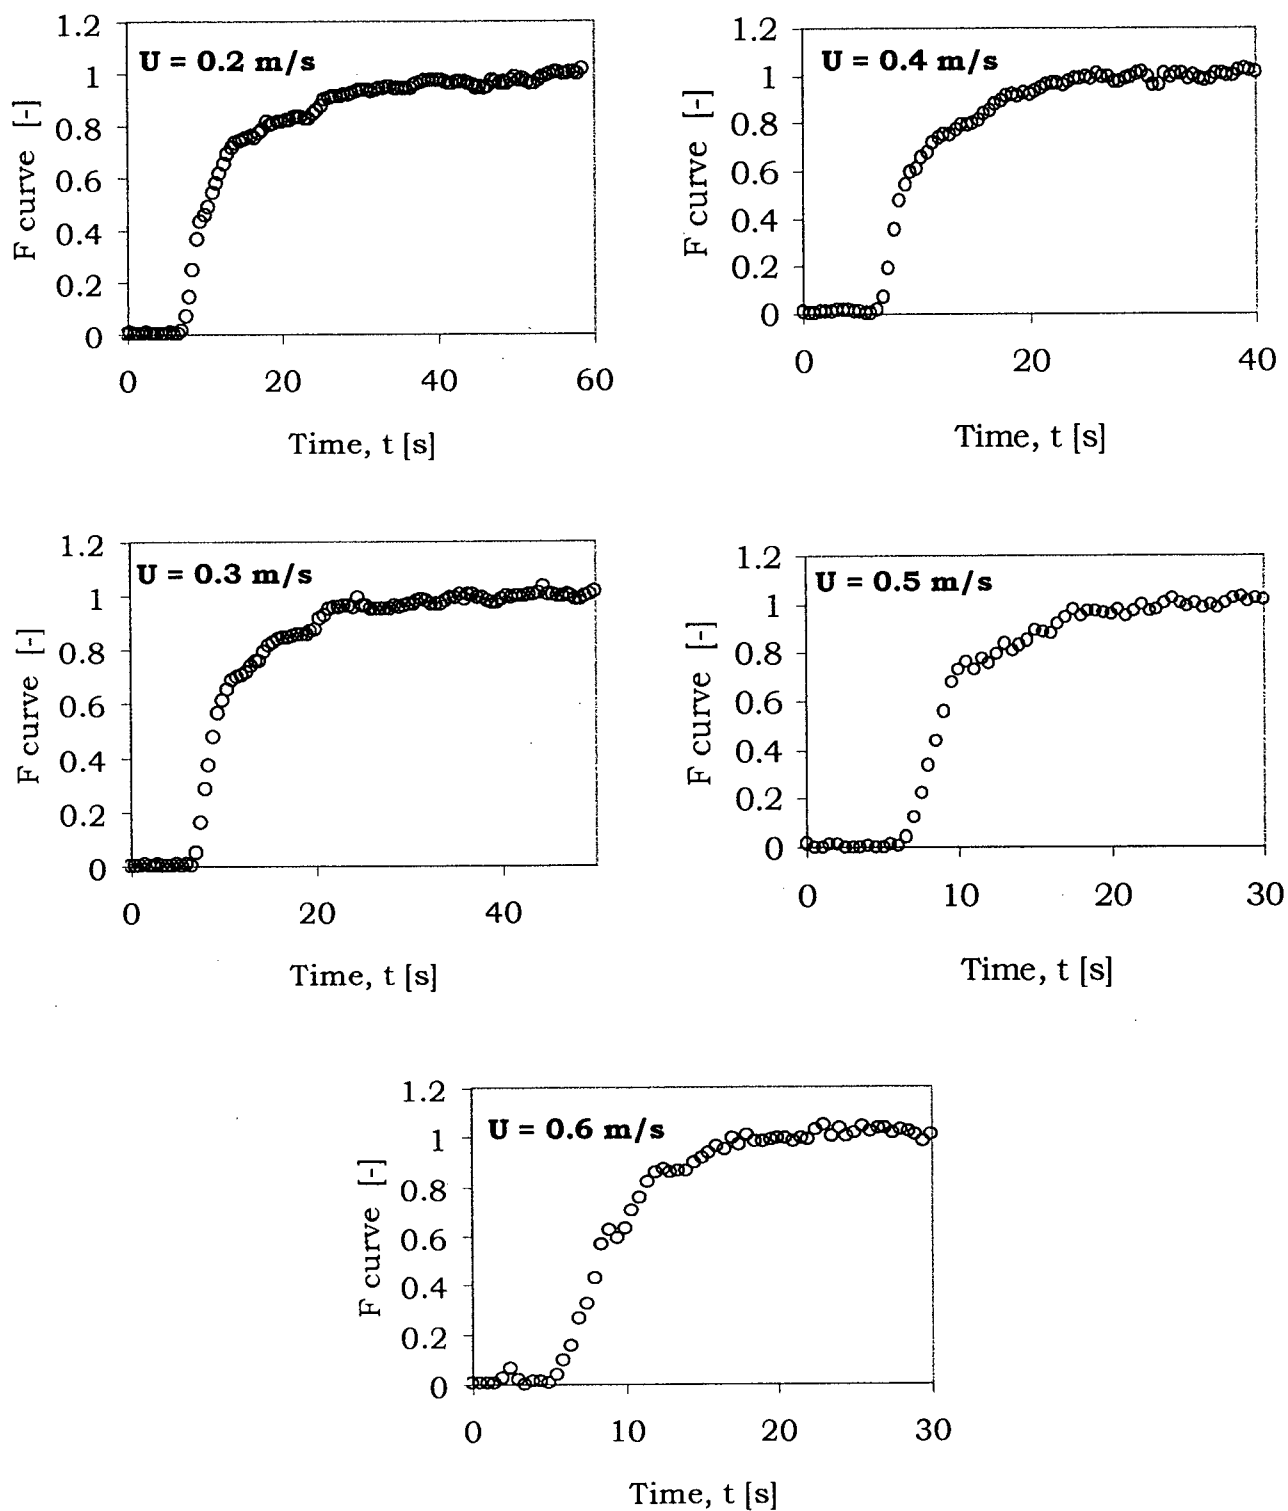 U = 0.2 m/s
F curve [-]
1.2
1
0.8
0.6
0.4
0.2
0
0 20 40 60
Time, t [s]
U = 0.4 m/s
F curve [-]
1.2
1
0.8
0.6
0.4
0.2
0
0 20 40
Time, t [s]
U = 0.3 m/s
F curve [-]
1.2
1
0.8
0.6
0.4
0.2
0
0 20 40
Time, t [s]
U = 0.5 m/s
F curve [-]
1.2
1
0.8
0.6
0.4
0.2
0
0 10 20 30
Time, t [s]
U = 0.6 m/s
F curve [-]
1.2
1
0.8
0.6
0.4
0.2
0
0 10 20 30
Time, t [s]